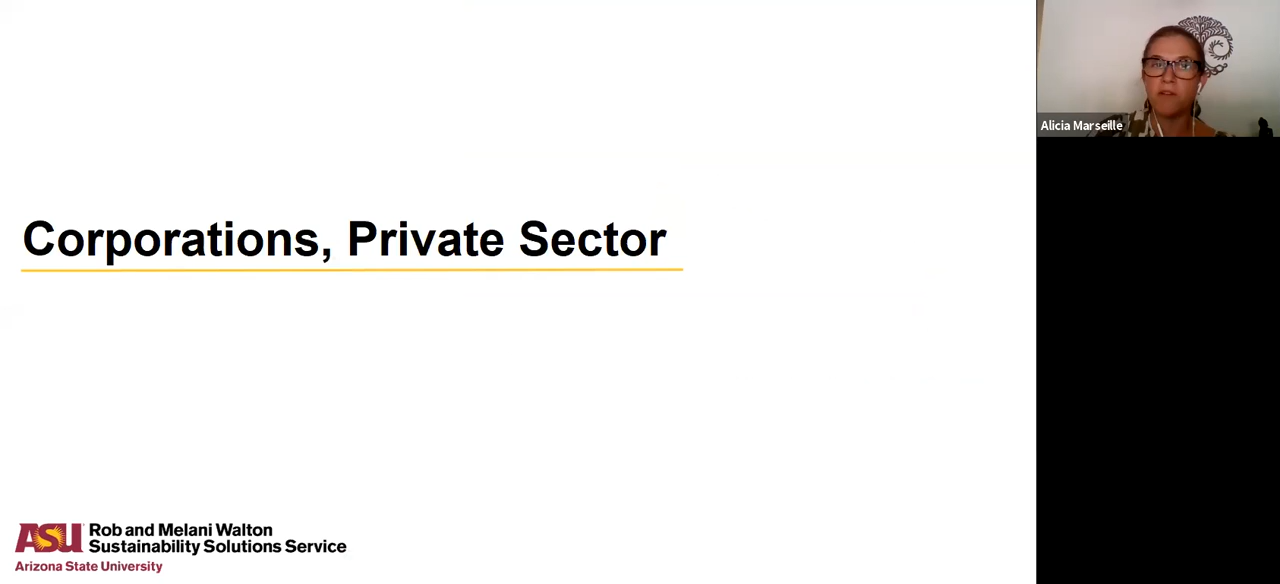 Alicia Marseille
Corporations, Private Sector
ASU Rob and Melani Walton
Sustainability Solutions Service
Arizona State University